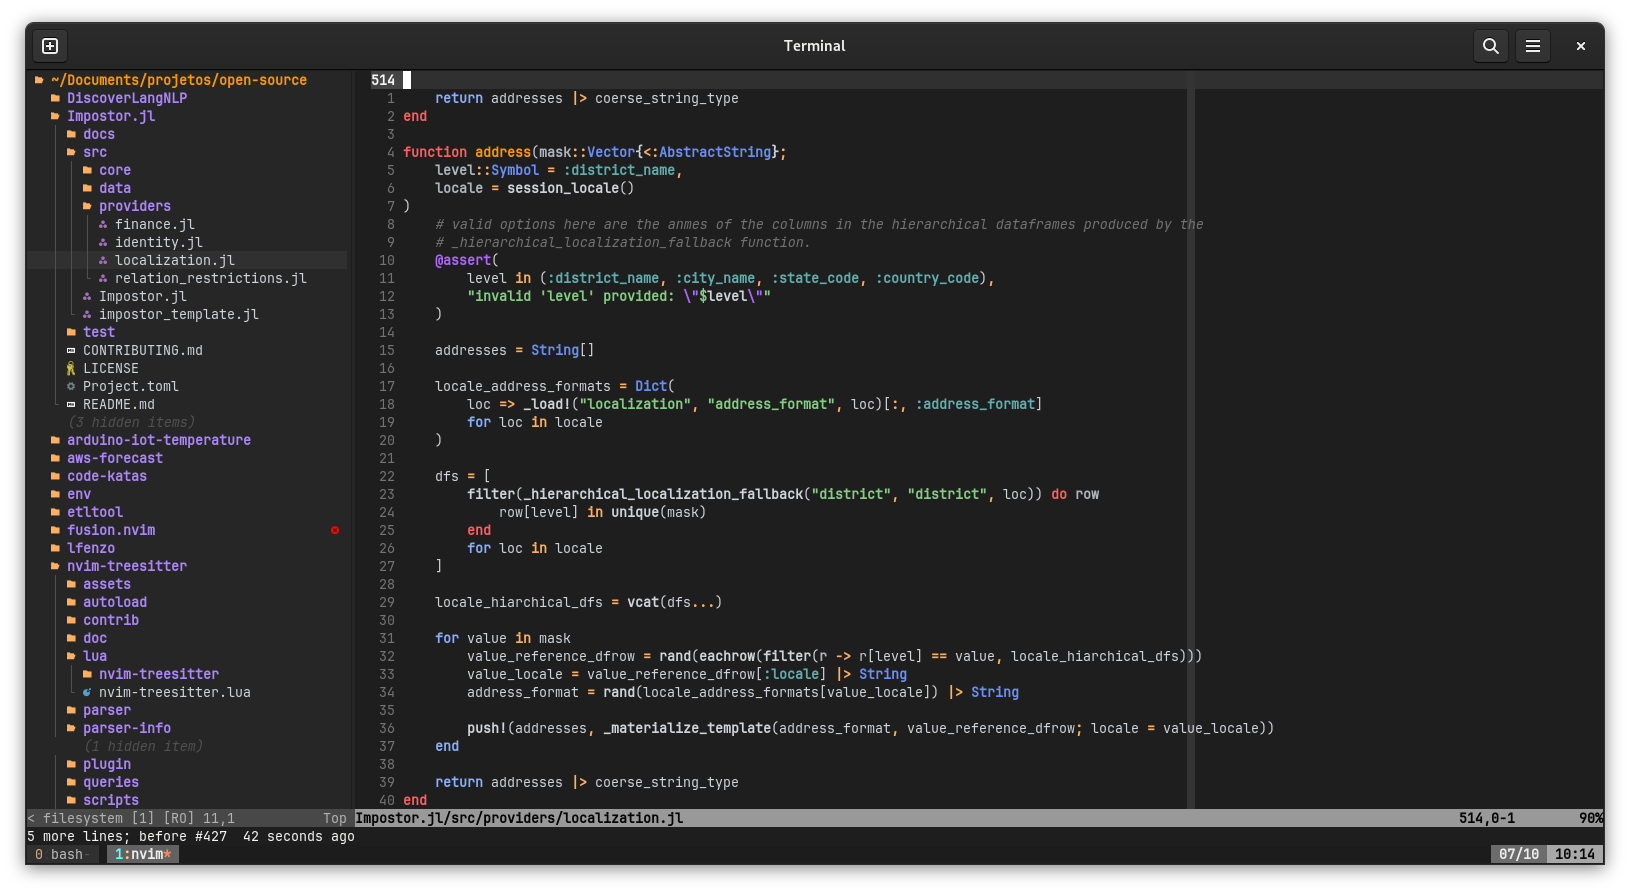 Terminal
~/Documents/projetos/open-source
DiscoverLangNLP
Impostor.jl
docs
src
core
data
providers
finance.jl
identity.jl
localization.jl
relation_restrictions.jl
Impostor.jl
impostor_template.jl
test
CONTRIBUTING.md
LICENSE
Project.toml
README.md
(3 hidden items)
arduino-iot-temperature
aws-forecast
code-katas
env
etltool
fusion.nvim
lfenzo
nvim-treesitter
assets
autoload
contrib
doc
lua
nvim-treesitter
nvim-treesitter.lua
parser
parser-info
(1 hidden item)
plugin
queries
scripts
514
1     return addresses |> coerse_string_type
2 end
3
4 function address(mask::Vector{<:AbstractString};
5     level::Symbol = :district_name,
6     locale = session_locale()
7 )
8     # valid options here are the anmes of the columns in the hierarchical dataframes produced by the
9     # _hierarchical_localization_fallback function.
10     @assert(
11         level in (:district_name, :city_name, :state_code, :country_code),
12         "invalid 'level' provided: \"$level\""
13     )
14
15     addresses = String[]
16
17     locale_address_formats = Dict(
18         loc => _load!("localization", "address_format", loc)[:, :address_format]
19         for loc in locale
20     )
21
22     dfs = [
23         filter(_hierarchical_localization_fallback("district", "district", loc)) do row
24             row[level] in unique(mask)
25         end
26         for loc in locale
27     ]
28
29     locale_hiarchical_dfs = vcat(dfs...)
30
31     for value in mask
32         value_reference_dfrow = rand(eachrow(filter(r -> r[level] == value, locale_hiarchical_dfs)))
33         value_locale = value_reference_dfrow[:locale] |> String
34         address_format = rand(locale_address_formats[value_locale]) |> String
35
36         push!(addresses, _materialize_template(address_format, value_reference_dfrow; locale = value_locale))
37     end
38
39     return addresses |> coerse_string_type
40 end
< filesystem [1] [RO] 11,1 Top
Impostor.jl/src/providers/localization.jl 514,0-1 90%
5 more lines; before #427  42 seconds ago
0 bash- 1:nvim* 07/10 10:14